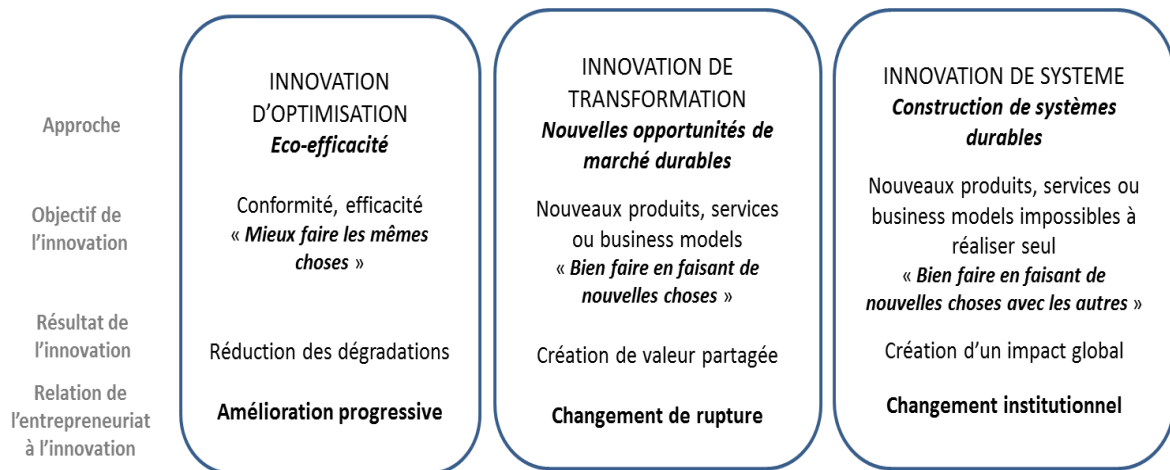 Approche
INNOVATION
D’OPTIMISATION
Eco-efficacité
INNOVATION DE
TRANSFORMATION
Nouvelles opportunités de
marché durables
INNOVATION DE SYSTEME
Construction de systèmes
durables
Objectif de
l’innovation
Conformité, efficacité
« Mieux faire les mêmes
choses »
Nouveaux produits, services
ou business models
« Bien faire en faisant de
nouvelles choses »
Nouveaux produits, services ou
business models impossibles à
réaliser seul
« Bien faire en faisant de
nouvelles choses avec les autres »
Résultat de
l’innovation
Réduction des dégradations
Création de valeur partagée
Création d’un impact global
Relation de
l’entrepreneuriat
à l’innovation
Amélioration progressive
Changement de rupture
Changement institutionnel